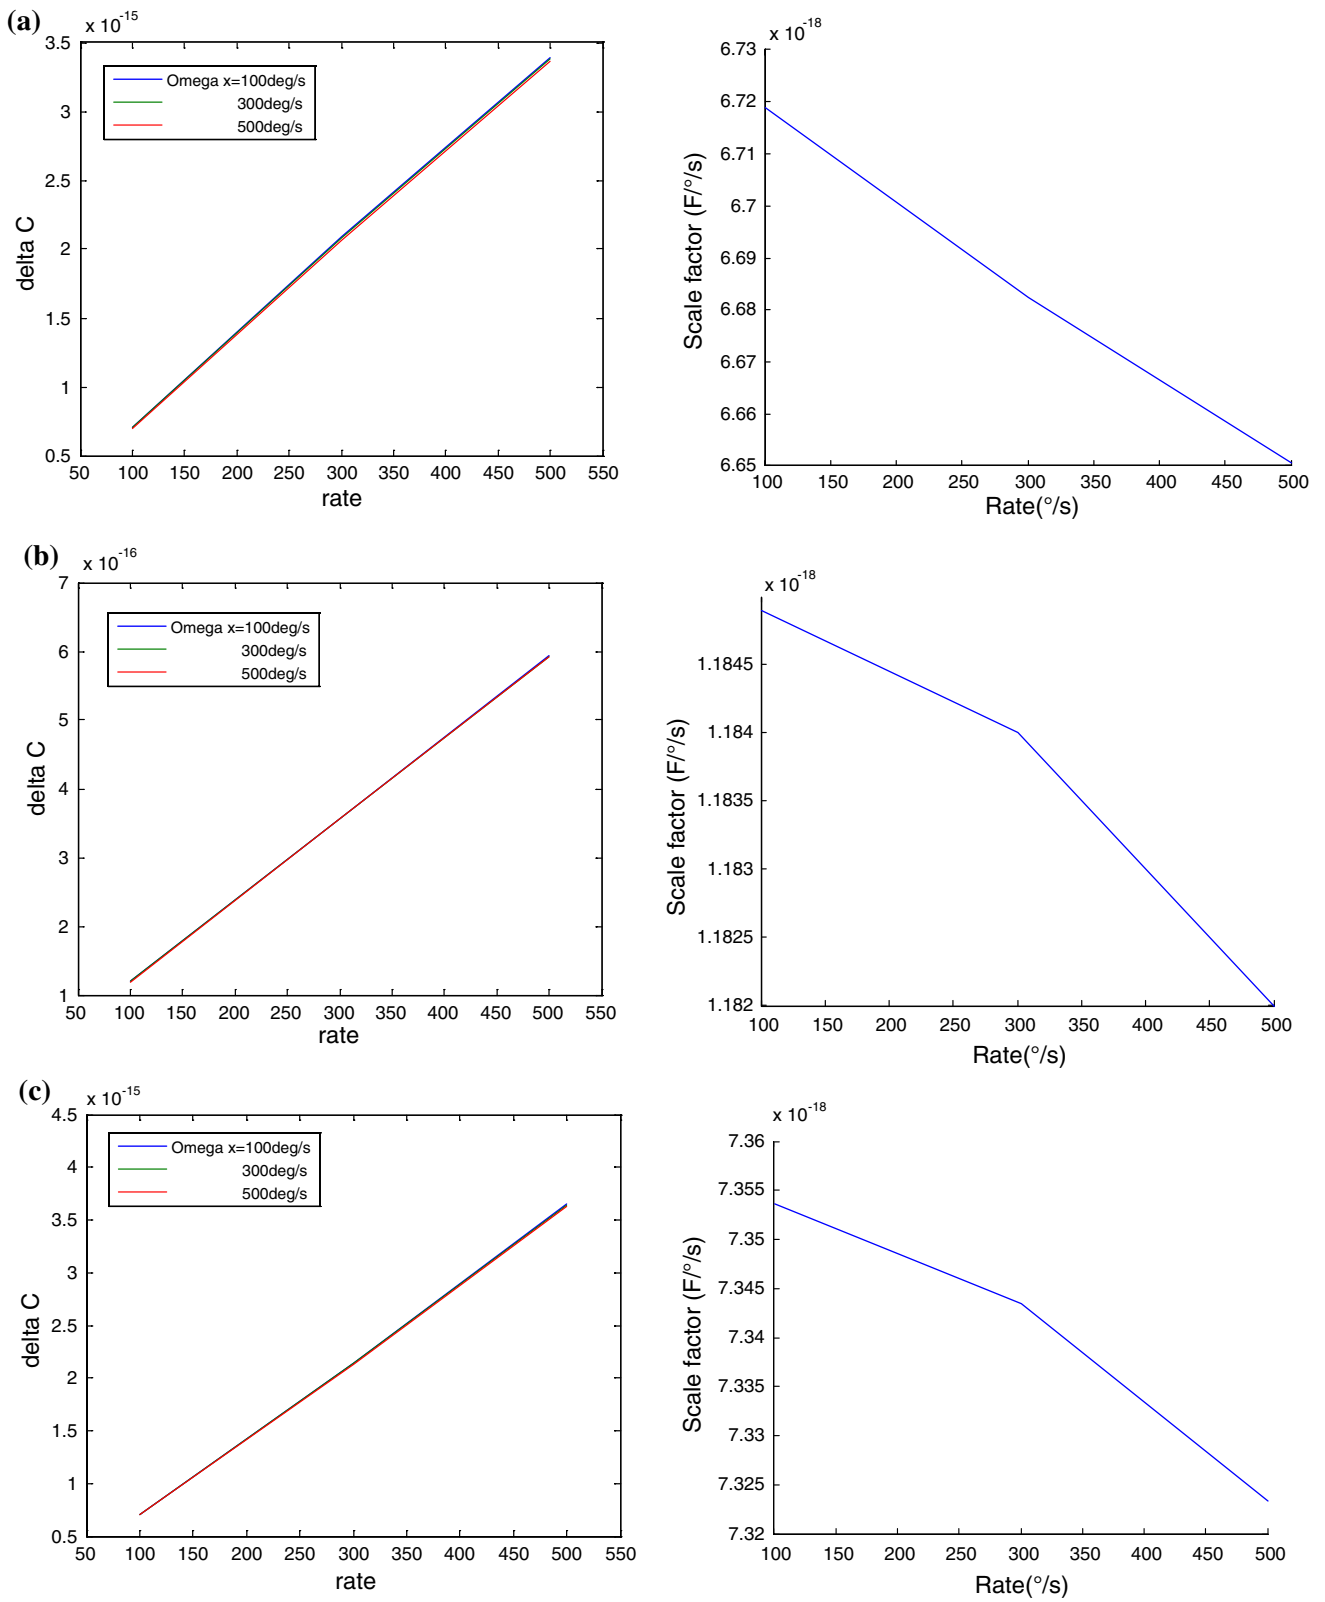 (a)
x 10-15
3.5
3
2.5
2
1.5
1
0.5
delta C
Omega x=100deg/s
300deg/s
500deg/s
50 100 150 200 250 300 350 400 450 500 550
rate
x 10-18
6.73
6.72
6.71
6.7
6.69
6.68
6.67
6.66
6.65
Scale factor (F/°/s)
100 150 200 250 300 350 400 450 500
Rate(°/s)
(b)
x 10-16
7
6
5
4
3
2
1
delta C
Omega x=100deg/s
300deg/s
500deg/s
50 100 150 200 250 300 350 400 450 500 550
rate
x 10-18
1.1845
1.184
1.1835
1.183
1.1825
1.182
Scale factor (F/°/s)
100 150 200 250 300 350 400 450 500
Rate(°/s)
(c)
x 10-15
4.5
4
3.5
3
2.5
2
1.5
1
0.5
delta C
Omega x=100deg/s
300deg/s
500deg/s
50 100 150 200 250 300 350 400 450 500 550
rate
x 10-18
7.36
7.355
7.35
7.345
7.34
7.335
7.33
7.325
7.32
Scale factor (F/°/s)
100 150 200 250 300 350 400 450 500
Rate(°/s)